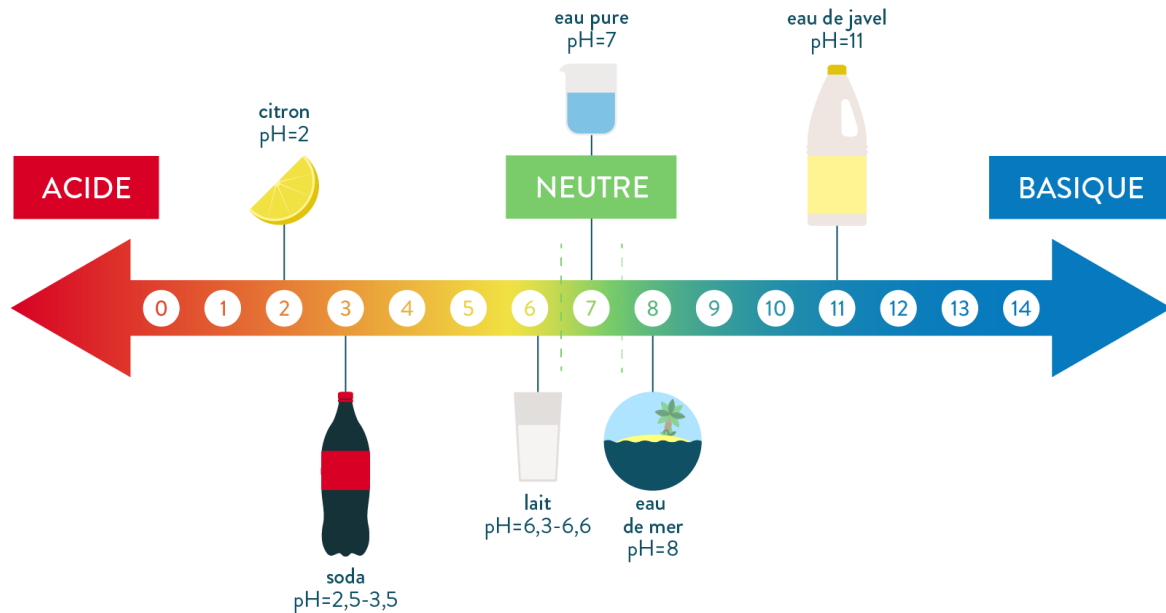 eau pure
pH=7
eau de javel
pH=11
citron
pH=2
ACIDE
NEUTRE
BASIQUE
0 1 2 3 4 5 6 7 8 9 10 11 12 13 14
lait
pH=6,3-6,6
eau
de mer
pH=8
soda
pH=2,5-3,5